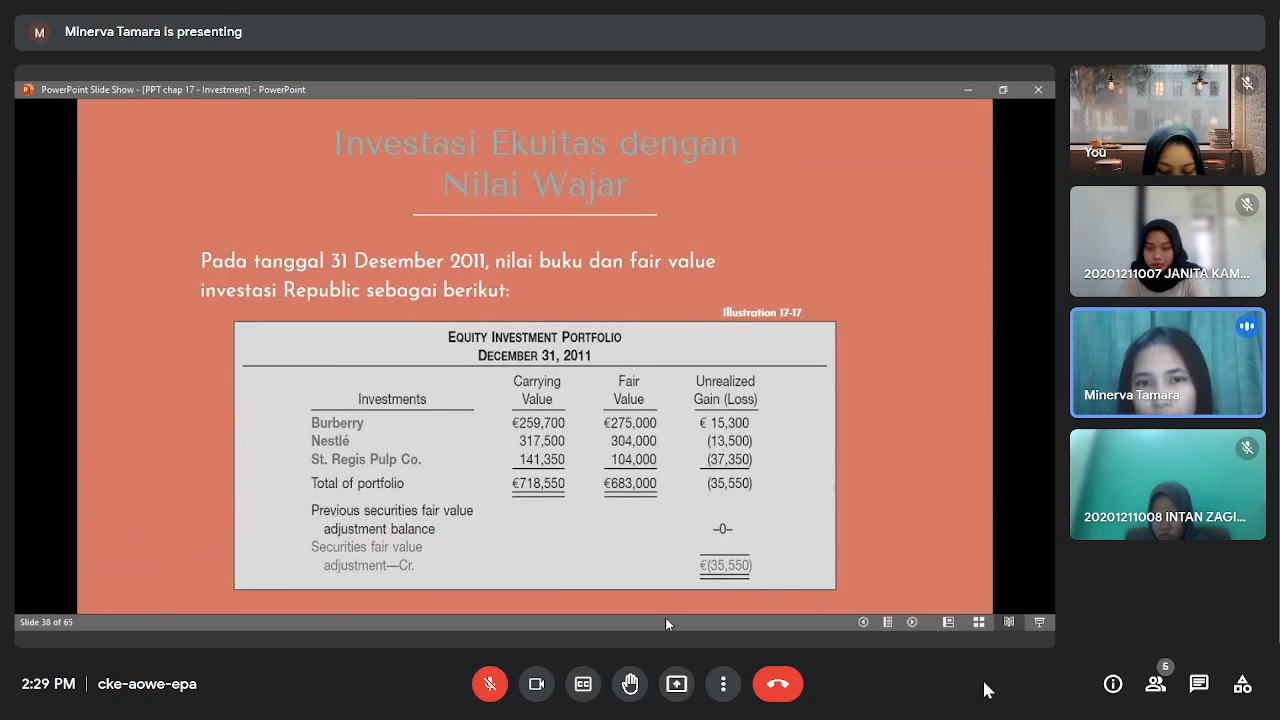 M
Minerva Tamara is presenting
PowerPoint Slide Show - [PPT chap 17 - Investment] - PowerPoint
Investasi Ekuitas dengan
Nilai Wajar
Pada tanggal 31 Desember 2011, nilai buku dan fair value
investasi Republic sebagai berikut:
Illustration 17-17
EQUITY INVESTMENT PORTFOLIO
DECEMBER 31, 2011
Carrying Fair Unrealized
Investments Value Value Gain (Loss)
Burberry €259,700 €275,000 € 15,300
Nestlé 317,500 304,000 (13,500)
St. Regis Pulp Co. 141,350 104,000 (37,350)
Total of portfolio €718,550 €683,000 (35,550)
Previous securities fair value
adjustment balance –0–
Securities fair value
adjustment—Cr. €(35,550)
Slide 38 of 65
You
20201211007 JANITA KAM...
Minerva Tamara
20201211008 INTAN ZAGI...
2:29 PM | cke-aowe-epa
CC
5